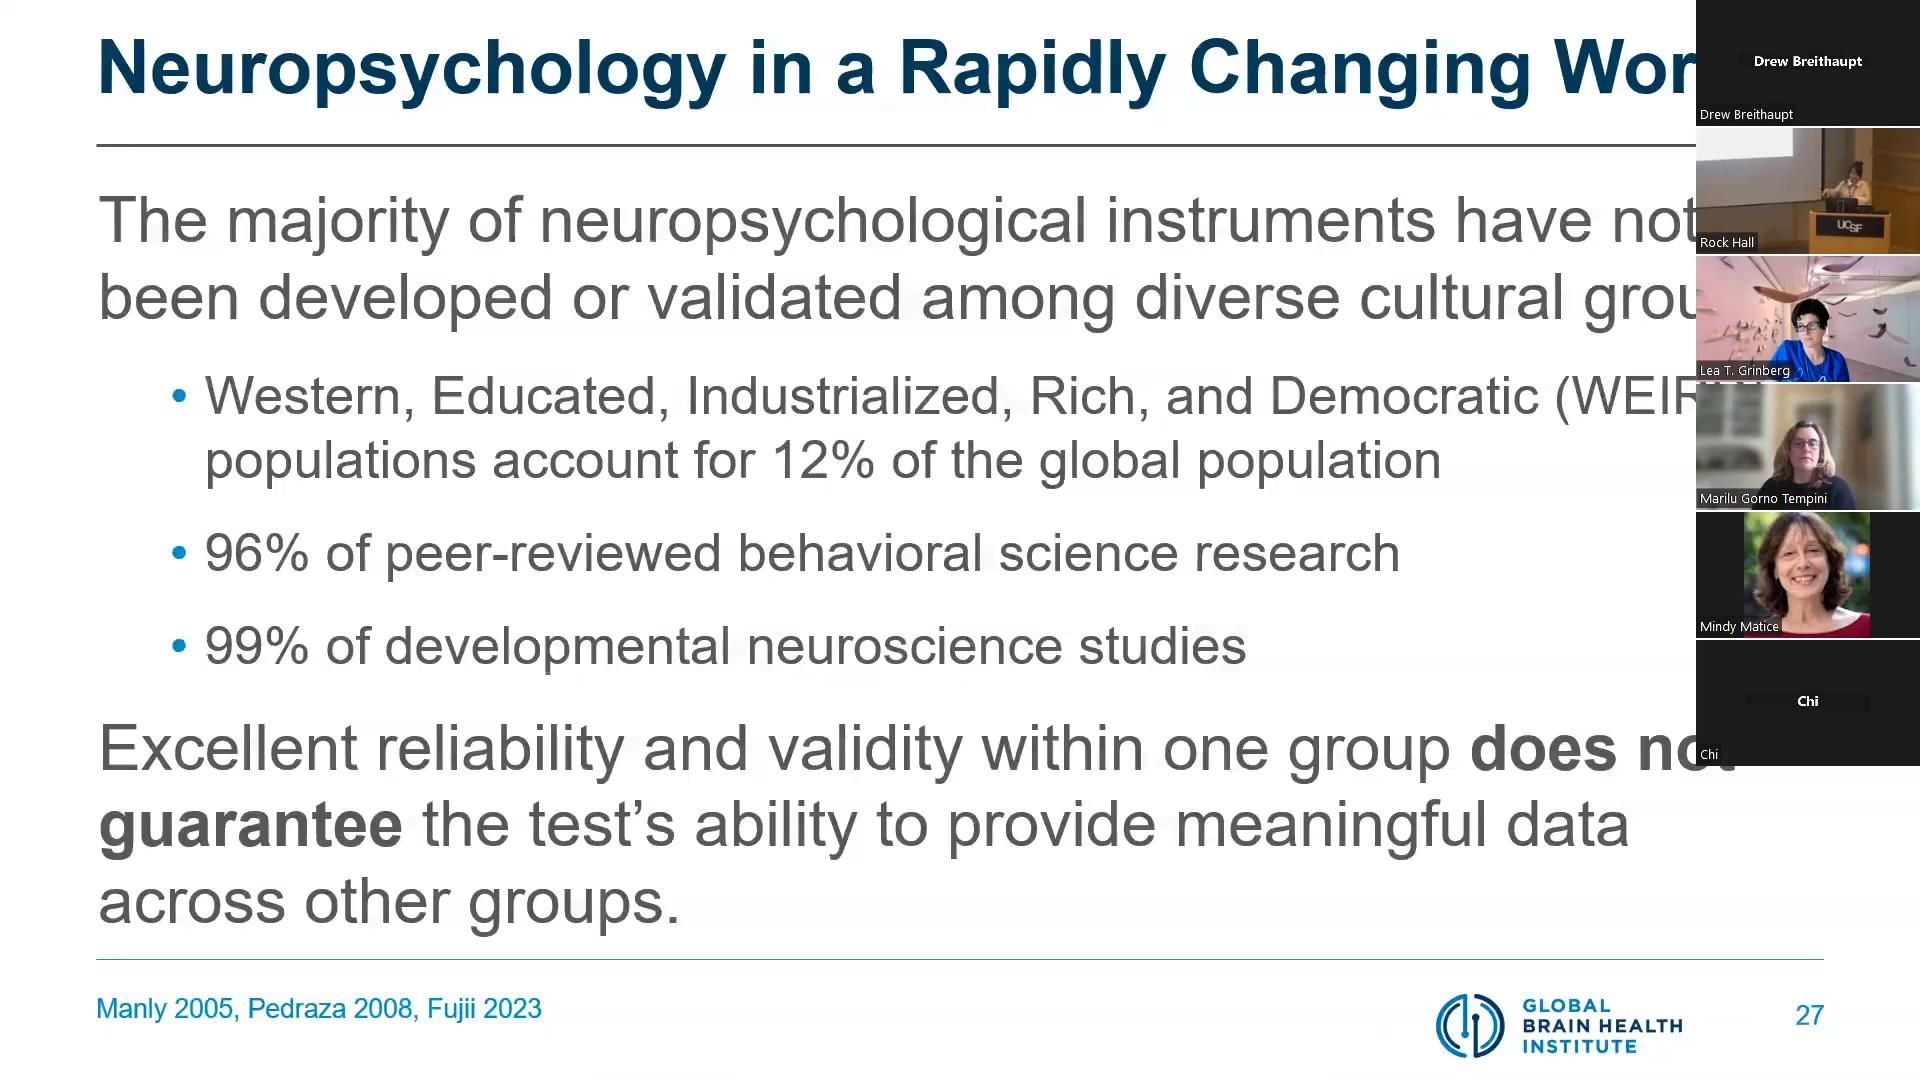 Neuropsychology in a Rapidly Changing Wor
The majority of neuropsychological instruments have not
been developed or validated among diverse cultural grou
• Western, Educated, Industrialized, Rich, and Democratic (WEIR
populations account for 12% of the global population
• 96% of peer-reviewed behavioral science research
• 99% of developmental neuroscience studies
Excellent reliability and validity within one group does not
guarantee the test’s ability to provide meaningful data
across other groups.
Manly 2005, Pedraza 2008, Fujii 2023
GLOBAL
BRAIN HEALTH
INSTITUTE
27
Drew Breithaupt
Drew Breithaupt
UCSF
Rock Hall
Lea T. Grinberg
Marilu Gorno Tempini
Mindy Matice
Chi
Chi